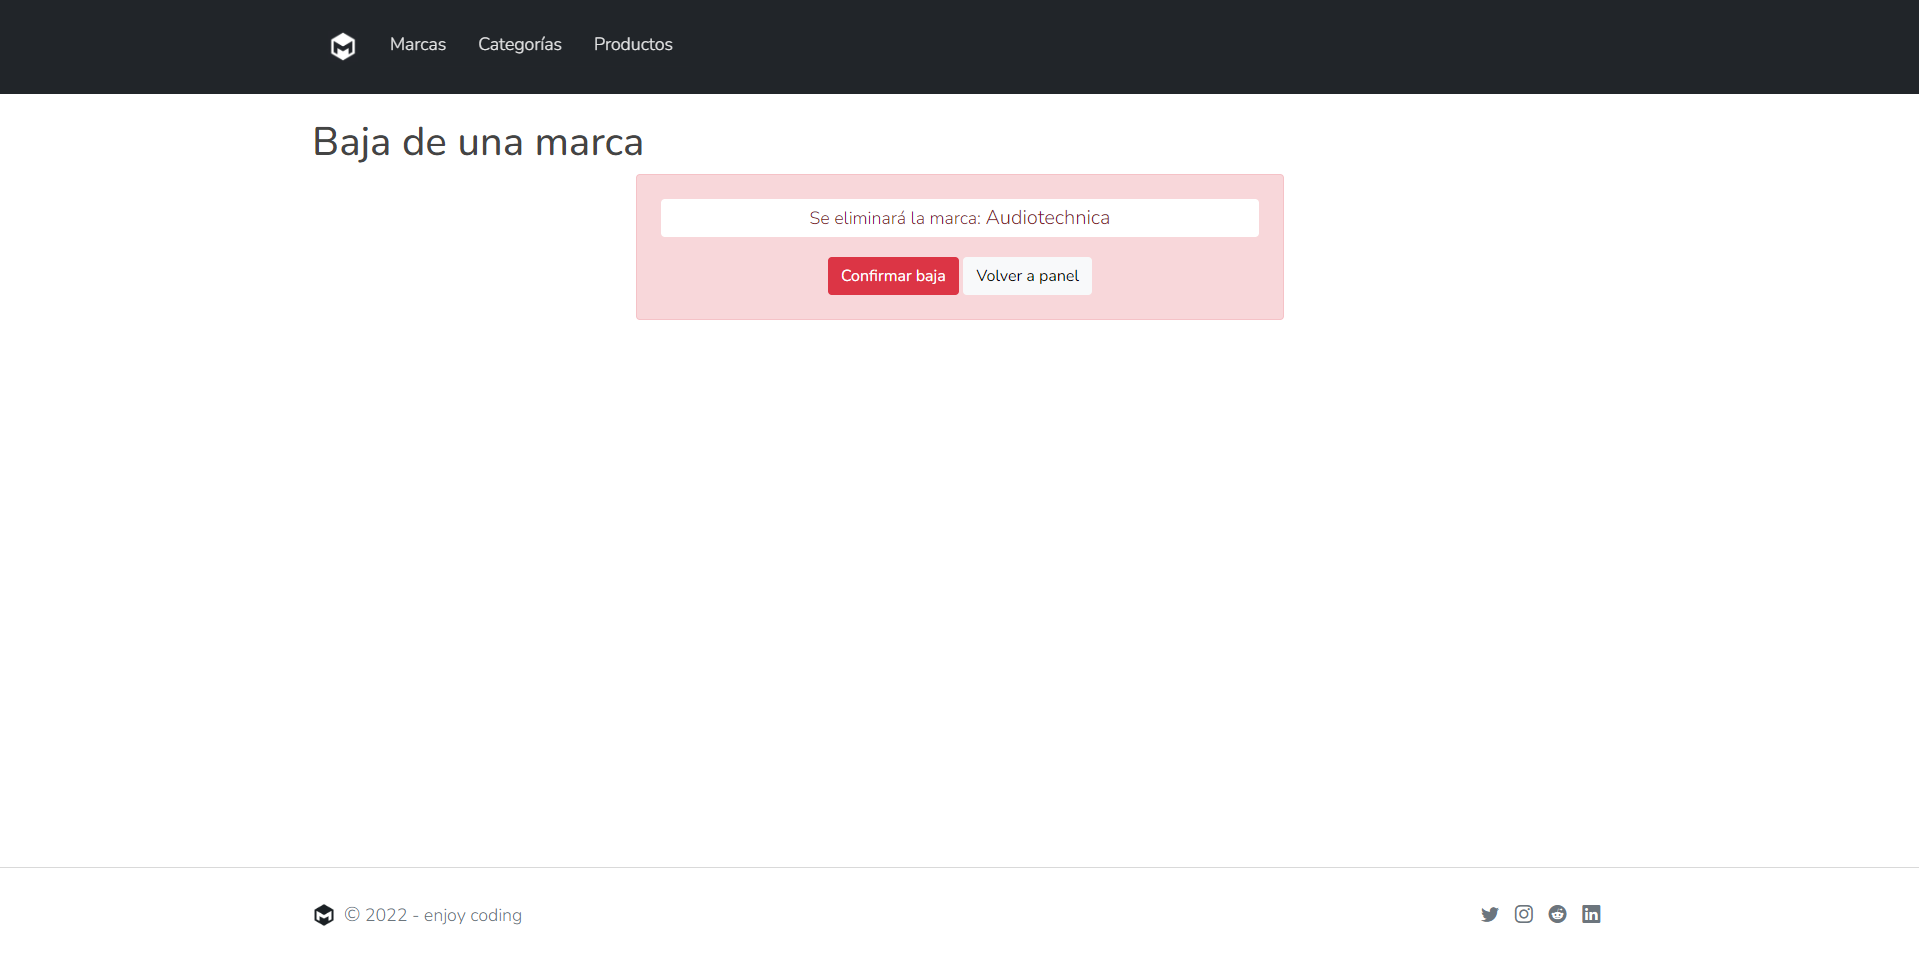 Marcas Categorías Productos
Baja de una marca
Se eliminará la marca: Audiotechnica
Confirmar baja Volver a panel
© 2022 - enjoy coding